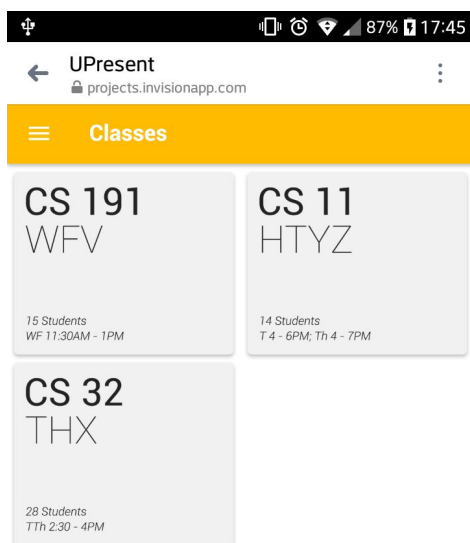 87% 17:45
UPresent
projects.invisionapp.com
Classes
CS 191
WFV
15 Students
WF 11:30AM - 1PM
CS 11
HTYZ
14 Students
T 4 - 6PM; Th 4 - 7PM
CS 32
THX
28 Students
TTh 2:30 - 4PM